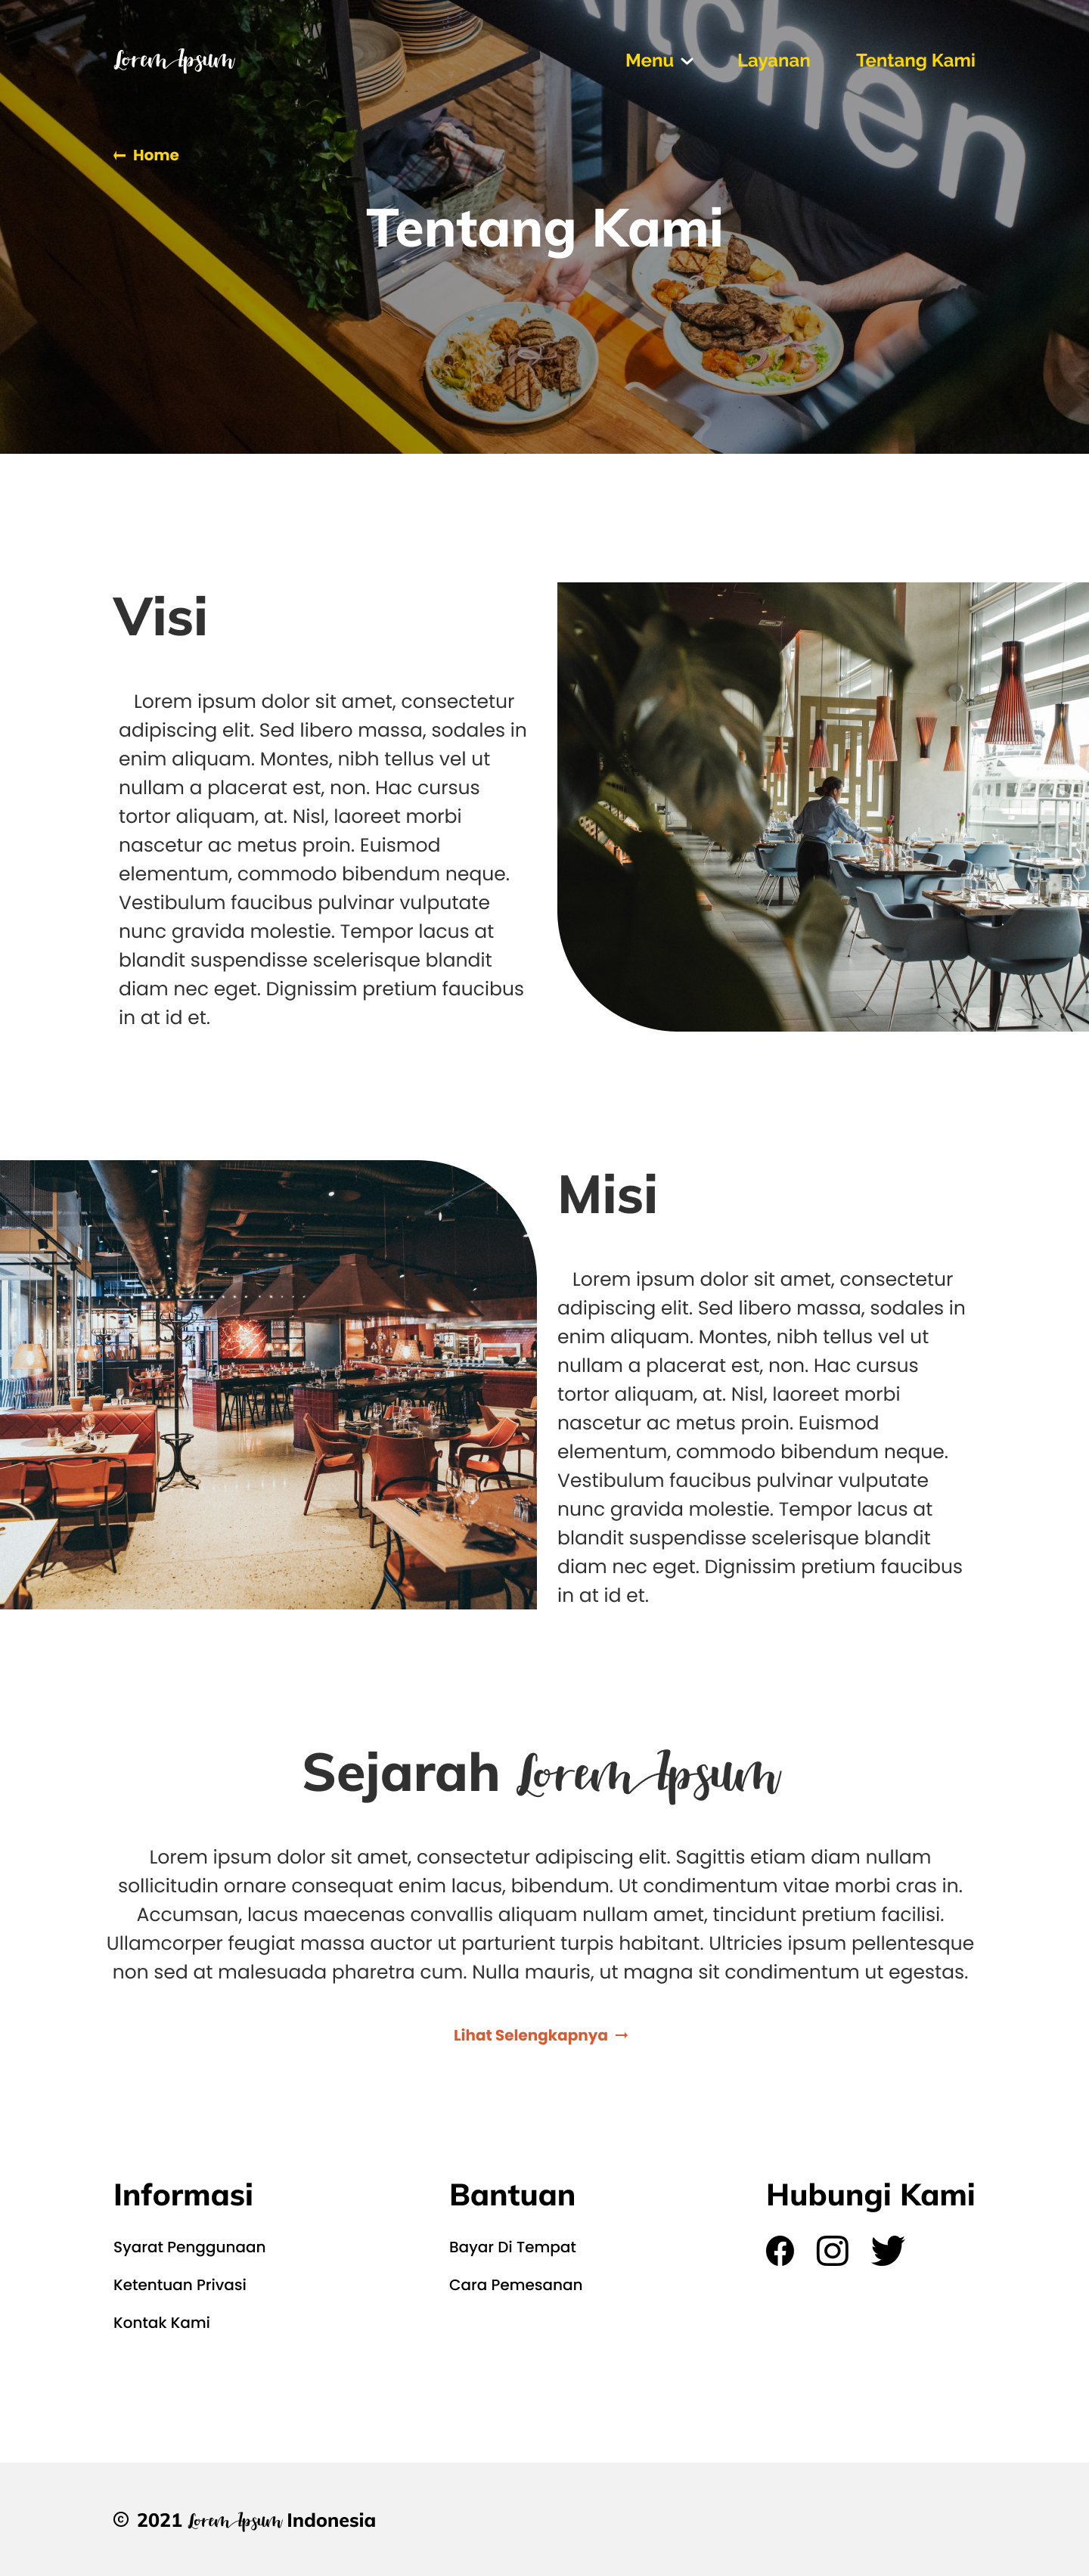 Lorem Ipsum
Menu Layanan Tentang Kami
← Home
Tentang Kami
Visi
Lorem ipsum dolor sit amet, consectetur
adipiscing elit. Sed libero massa, sodales in
enim aliquam. Montes, nibh tellus vel ut
nullam a placerat est, non. Hac cursus
tortor aliquam, at. Nisl, laoreet morbi
nascetur ac metus proin. Euismod
elementum, commodo bibendum neque.
Vestibulum faucibus pulvinar vulputate
nunc gravida molestie. Tempor lacus at
blandit suspendisse scelerisque blandit
diam nec eget. Dignissim pretium faucibus
in at id et.
Misi
Lorem ipsum dolor sit amet, consectetur
adipiscing elit. Sed libero massa, sodales in
enim aliquam. Montes, nibh tellus vel ut
nullam a placerat est, non. Hac cursus
tortor aliquam, at. Nisl, laoreet morbi
nascetur ac metus proin. Euismod
elementum, commodo bibendum neque.
Vestibulum faucibus pulvinar vulputate
nunc gravida molestie. Tempor lacus at
blandit suspendisse scelerisque blandit
diam nec eget. Dignissim pretium faucibus
in at id et.
Sejarah Lorem Ipsum
Lorem ipsum dolor sit amet, consectetur adipiscing elit. Sagittis etiam diam nullam
sollicitudin ornare consequat enim lacus, bibendum. Ut condimentum vitae morbi cras in.
Accumsan, lacus maecenas convallis aliquam nullam amet, tincidunt pretium facilisi.
Ullamcorper feugiat massa auctor ut parturient turpis habitant. Ultricies ipsum pellentesque
non sed at malesuada pharetra cum. Nulla mauris, ut magna sit condimentum ut egestas.
Lihat Selengkapnya →
Informasi
Syarat Penggunaan
Ketentuan Privasi
Kontak Kami
Bantuan
Bayar Di Tempat
Cara Pemesanan
Hubungi Kami
© 2021 Lorem Ipsum Indonesia